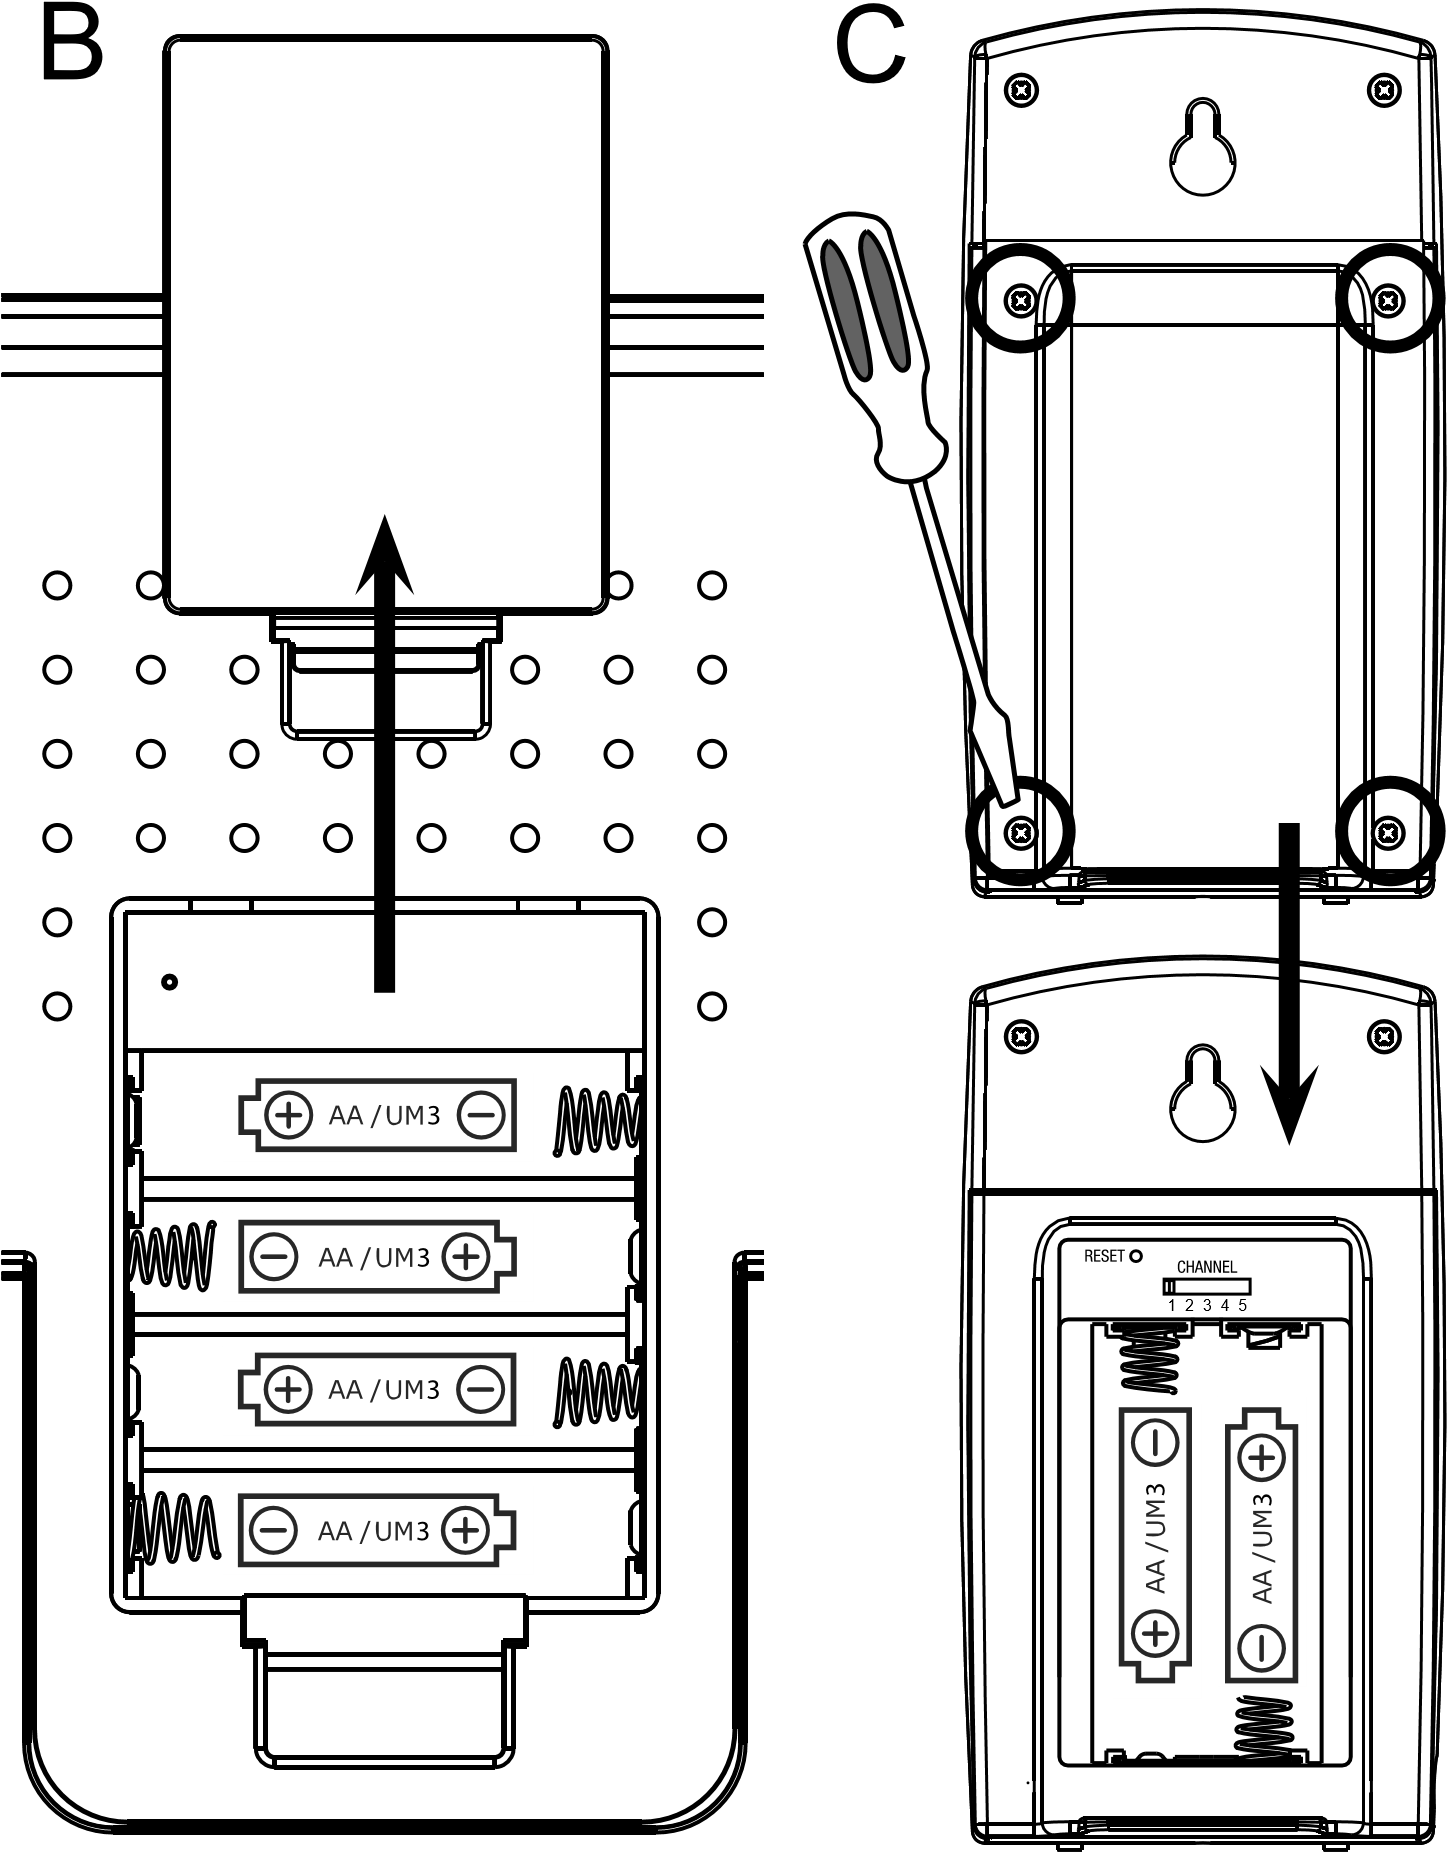 B
C
+ AA / UM3 −
− AA / UM3 +
+ AA / UM3 −
− AA / UM3 +
RESET
CHANNEL
1 2 3 4 5
− AA / UM3 +
+ AA / UM3 −